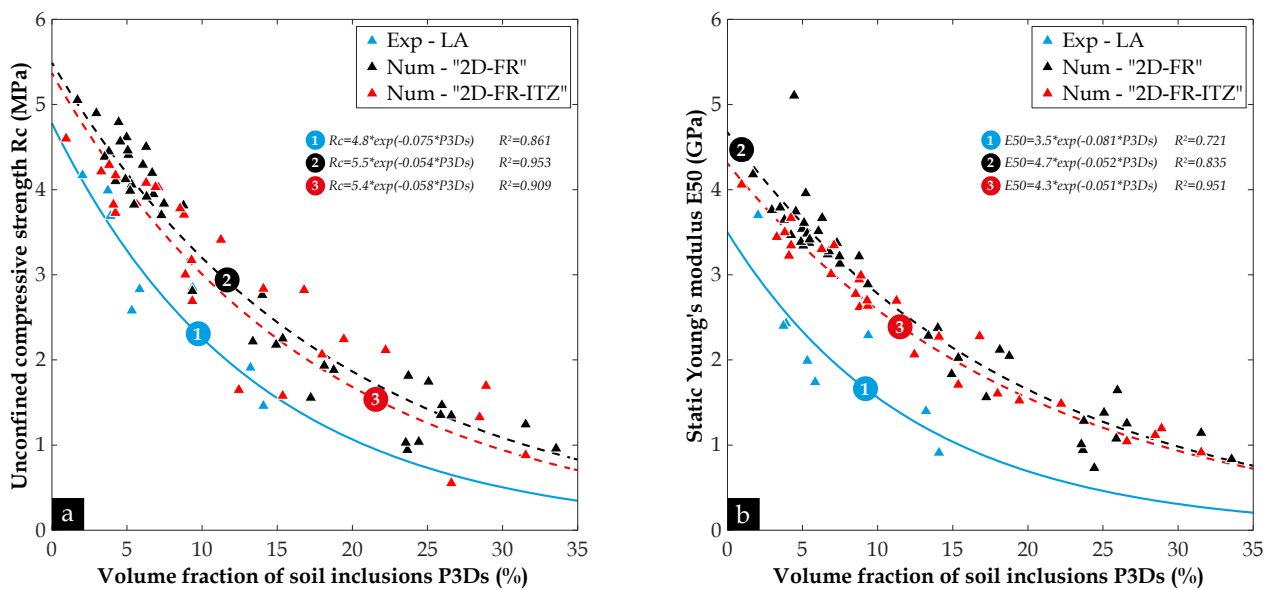 Exp - LA
Num - "2D-FR"
Num - "2D-FR-ITZ"
1 Rc=4.8*exp(-0.075*P3Ds) R²=0.861
2 Rc=5.5*exp(-0.054*P3Ds) R²=0.953
3 Rc=5.4*exp(-0.058*P3Ds) R²=0.909
Unconfined compressive strength Rc (MPa)
6
5
4
3
2
1
0
2
1
3
a
0 5 10 15 20 25 30 35
Volume fraction of soil inclusions P3Ds (%)
Exp - LA
Num - "2D-FR"
Num - "2D-FR-ITZ"
1 E50=3.5*exp(-0.081*P3Ds) R²=0.721
2 E50=4.7*exp(-0.052*P3Ds) R²=0.835
3 E50=4.3*exp(-0.051*P3Ds) R²=0.951
Static Young's modulus E50 (GPa)
6
5
4
3
2
1
0
2
3
1
b
0 5 10 15 20 25 30 35
Volume fraction of soil inclusions P3Ds (%)